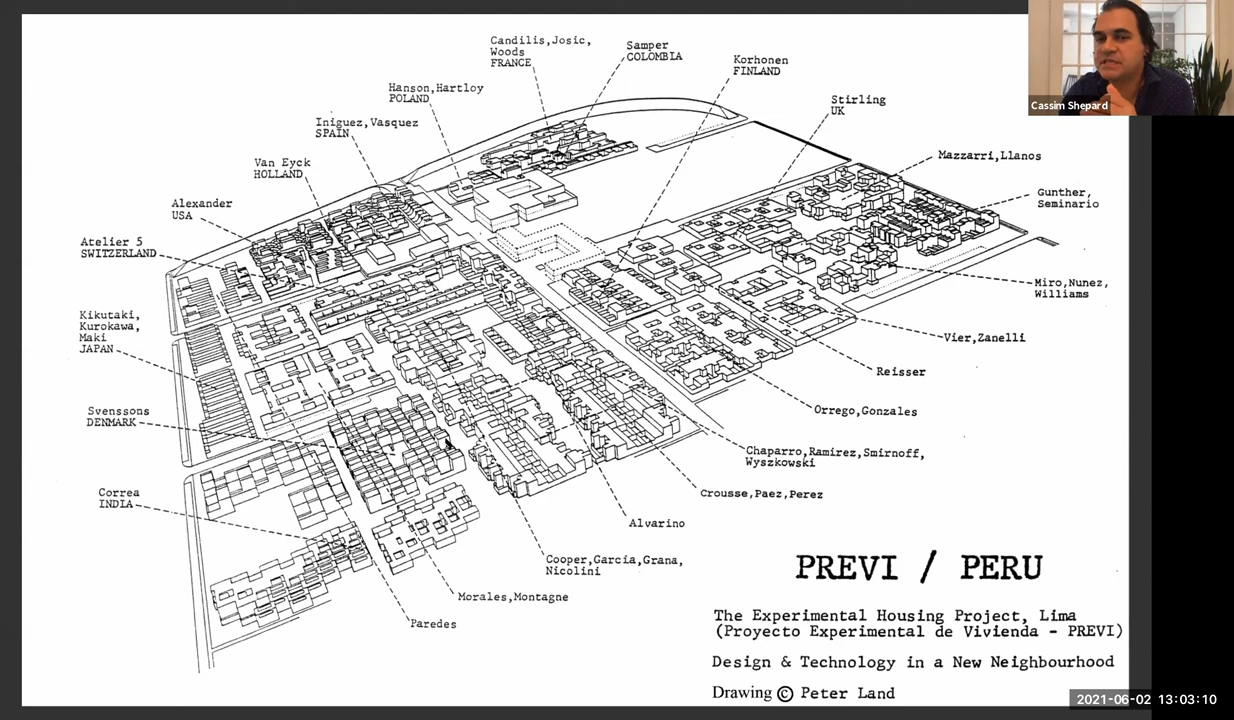 Candilis,Josic,
Woods
FRANCE
Samper
COLOMBIA
Korhonen
FINLAND
Hanson,Hartloy
POLAND
Stirling
UK
Iniguez,Vasquez
SPAIN
Van Eyck
HOLLAND
Mazzarri,Llanos
Alexander
USA
Gunther,
Seminario
Atelier 5
SWITZERLAND
Miro,Nunez,
Williams
Kikutaki,
Kurokawa,
Maki
JAPAN
Vier,Zanelli
Reisser
Svenssons
DENMARK
Orrego,Gonzales
Chaparro,Ramirez,Smirnoff,
Wyszkowski
Correa
INDIA
Crousse,Paez,Perez
Alvarino
Cooper,Garcia,Grana,
Nicolini
Morales,Montagne
Paredes
PREVI / PERU
The Experimental Housing Project, Lima
(Proyecto Experimental de Vivienda - PREVI)
Design & Technology in a New Neighbourhood
Drawing © Peter Land
Cassim Shepard
2021-06-02 13:03:10